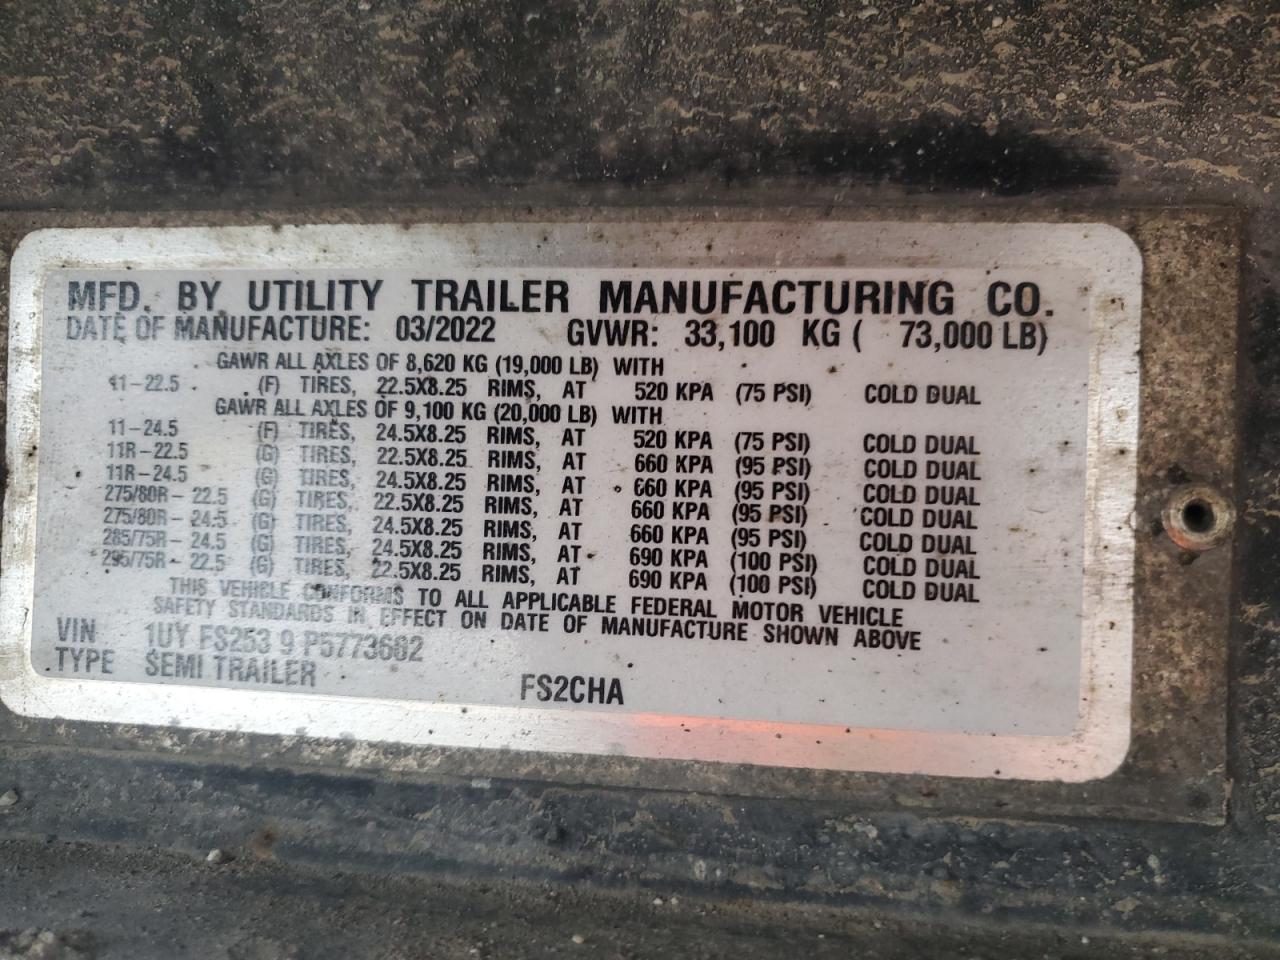 MFD. BY UTILITY TRAILER MANUFACTURING CO.
DATE OF MANUFACTURE: 03/2022 GVWR: 33,100 KG ( 73,000 LB)
GAWR ALL AXLES OF 8,620 KG (19,000 LB) WITH
11-22.5 (F) TIRES, 22.5X8.25 RIMS, AT 520 KPA (75 PSI) COLD DUAL
GAWR ALL AXLES OF 9,100 KG (20,000 LB) WITH
11-24.5 (F) TIRES, 24.5X8.25 RIMS, AT 520 KPA (75 PSI) COLD DUAL
11R-22.5 (G) TIRES, 22.5X8.25 RIMS, AT 660 KPA (95 PSI) COLD DUAL
11R-24.5 (G) TIRES, 24.5X8.25 RIMS, AT 660 KPA (95 PSI) COLD DUAL
275/80R-22.5 (G) TIRES, 22.5X8.25 RIMS, AT 660 KPA (95 PSI) COLD DUAL
275/80R-24.5 (G) TIRES, 24.5X8.25 RIMS, AT 660 KPA (95 PSI) COLD DUAL
285/75R-24.5 (G) TIRES, 24.5X8.25 RIMS, AT 690 KPA (100 PSI) COLD DUAL
295/75R-22.5 (G) TIRES, 22.5X8.25 RIMS, AT 690 KPA (100 PSI) COLD DUAL
THIS VEHICLE CONFORMS TO ALL APPLICABLE FEDERAL MOTOR VEHICLE
SAFETY STANDARDS IN EFFECT ON DATE OF MANUFACTURE SHOWN ABOVE
VIN 1UY FS253 9 P5773682
TYPE SEMI TRAILER FS2CHA